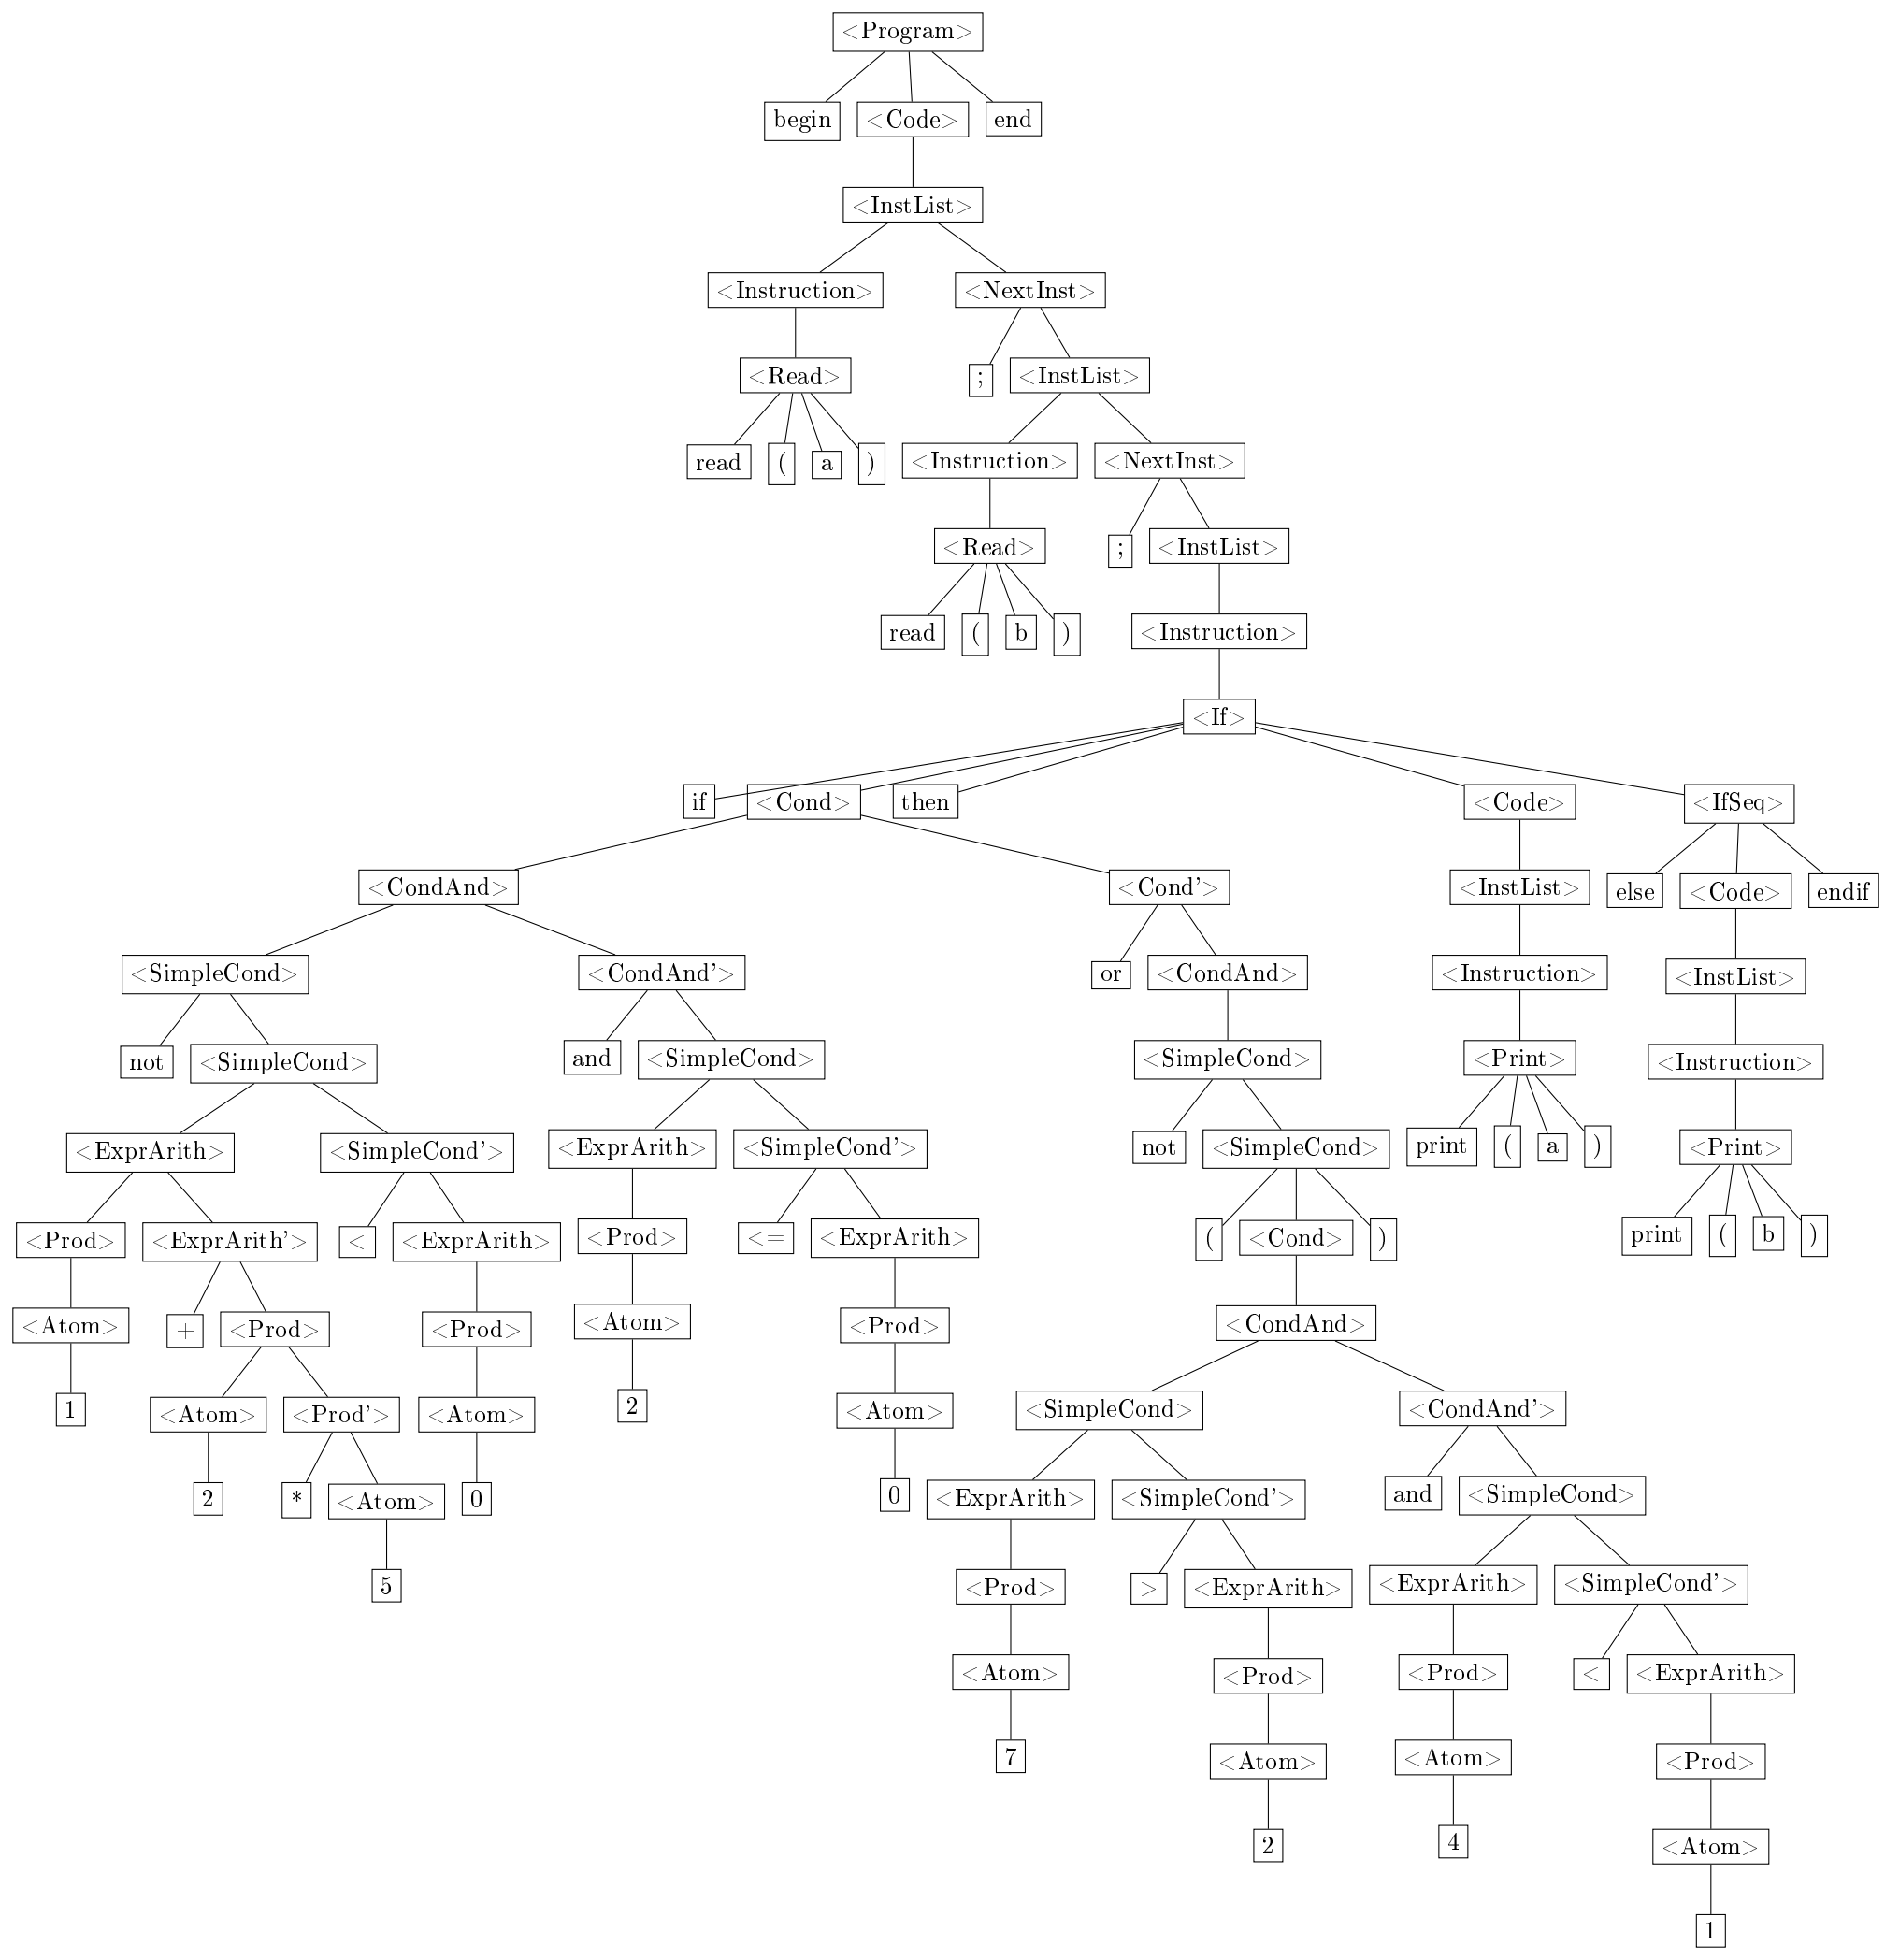 <Program>
begin <Code> end
<InstList>
<Instruction> <NextInst>
<Read> ; <InstList>
read ( a ) <Instruction> <NextInst>
<Read> ; <InstList>
read ( b ) <Instruction>
<If>
if <Cond> then <Code> <IfSeq>
<CondAnd> <Cond'> <InstList> else <Code> endif
<SimpleCond> <CondAnd'> or <CondAnd> <Instruction> <InstList>
not <SimpleCond> and <SimpleCond> <SimpleCond> <Print> <Instruction>
<ExprArith> <SimpleCond'> <ExprArith> <SimpleCond'> not <SimpleCond> print ( a ) <Print>
<Prod> <ExprArith'> < <ExprArith> <Prod> <= <ExprArith> ( <Cond> ) print ( b )
<Atom> + <Prod> <Prod> <Atom> <Prod> <CondAnd>
1 <Atom> <Prod'> <Atom> 2 <Atom> <SimpleCond> <CondAnd'>
2 * <Atom> 0 0 <ExprArith> <SimpleCond'> and <SimpleCond>
5 <Prod> > <ExprArith> <ExprArith> <SimpleCond'>
<Atom> <Prod> <Prod> < <ExprArith>
7 <Atom> <Atom> <Prod>
2 4 <Atom>
1